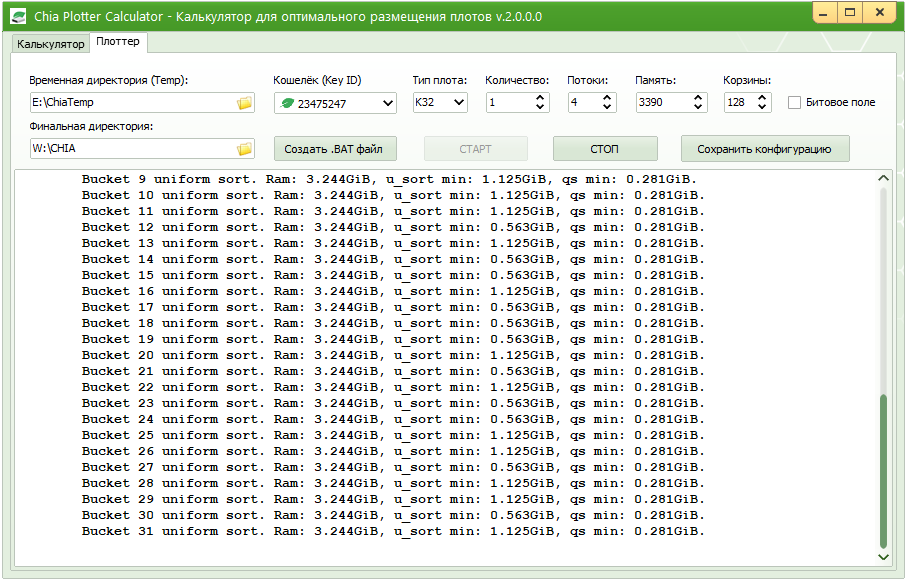 Chia Plotter Calculator - Калькулятор для оптимального размещения плотов v.2.0.0.0
Калькулятор Плоттер
Временная директория (Temp): Кошелёк (Key ID) Тип плота: Количество: Потоки: Память: Корзины:
E:\ChiaTemp 23475247 K32 1 4 3390 128 Битовое поле
Финальная директория:
W:\CHIA Создать .BAT файл СТАРТ СТОП Сохранить конфигурацию
Bucket 9 uniform sort. Ram: 3.244GiB, u_sort min: 1.125GiB, qs min: 0.281GiB.
Bucket 10 uniform sort. Ram: 3.244GiB, u_sort min: 1.125GiB, qs min: 0.281GiB.
Bucket 11 uniform sort. Ram: 3.244GiB, u_sort min: 1.125GiB, qs min: 0.281GiB.
Bucket 12 uniform sort. Ram: 3.244GiB, u_sort min: 0.563GiB, qs min: 0.281GiB.
Bucket 13 uniform sort. Ram: 3.244GiB, u_sort min: 1.125GiB, qs min: 0.281GiB.
Bucket 14 uniform sort. Ram: 3.244GiB, u_sort min: 0.563GiB, qs min: 0.281GiB.
Bucket 15 uniform sort. Ram: 3.244GiB, u_sort min: 0.563GiB, qs min: 0.281GiB.
Bucket 16 uniform sort. Ram: 3.244GiB, u_sort min: 1.125GiB, qs min: 0.281GiB.
Bucket 17 uniform sort. Ram: 3.244GiB, u_sort min: 0.563GiB, qs min: 0.281GiB.
Bucket 18 uniform sort. Ram: 3.244GiB, u_sort min: 0.563GiB, qs min: 0.281GiB.
Bucket 19 uniform sort. Ram: 3.244GiB, u_sort min: 0.563GiB, qs min: 0.281GiB.
Bucket 20 uniform sort. Ram: 3.244GiB, u_sort min: 1.125GiB, qs min: 0.281GiB.
Bucket 21 uniform sort. Ram: 3.244GiB, u_sort min: 0.563GiB, qs min: 0.281GiB.
Bucket 22 uniform sort. Ram: 3.244GiB, u_sort min: 1.125GiB, qs min: 0.281GiB.
Bucket 23 uniform sort. Ram: 3.244GiB, u_sort min: 0.563GiB, qs min: 0.281GiB.
Bucket 24 uniform sort. Ram: 3.244GiB, u_sort min: 0.563GiB, qs min: 0.281GiB.
Bucket 25 uniform sort. Ram: 3.244GiB, u_sort min: 1.125GiB, qs min: 0.281GiB.
Bucket 26 uniform sort. Ram: 3.244GiB, u_sort min: 1.125GiB, qs min: 0.281GiB.
Bucket 27 uniform sort. Ram: 3.244GiB, u_sort min: 0.563GiB, qs min: 0.281GiB.
Bucket 28 uniform sort. Ram: 3.244GiB, u_sort min: 1.125GiB, qs min: 0.281GiB.
Bucket 29 uniform sort. Ram: 3.244GiB, u_sort min: 1.125GiB, qs min: 0.281GiB.
Bucket 30 uniform sort. Ram: 3.244GiB, u_sort min: 0.563GiB, qs min: 0.281GiB.
Bucket 31 uniform sort. Ram: 3.244GiB, u_sort min: 1.125GiB, qs min: 0.281GiB.